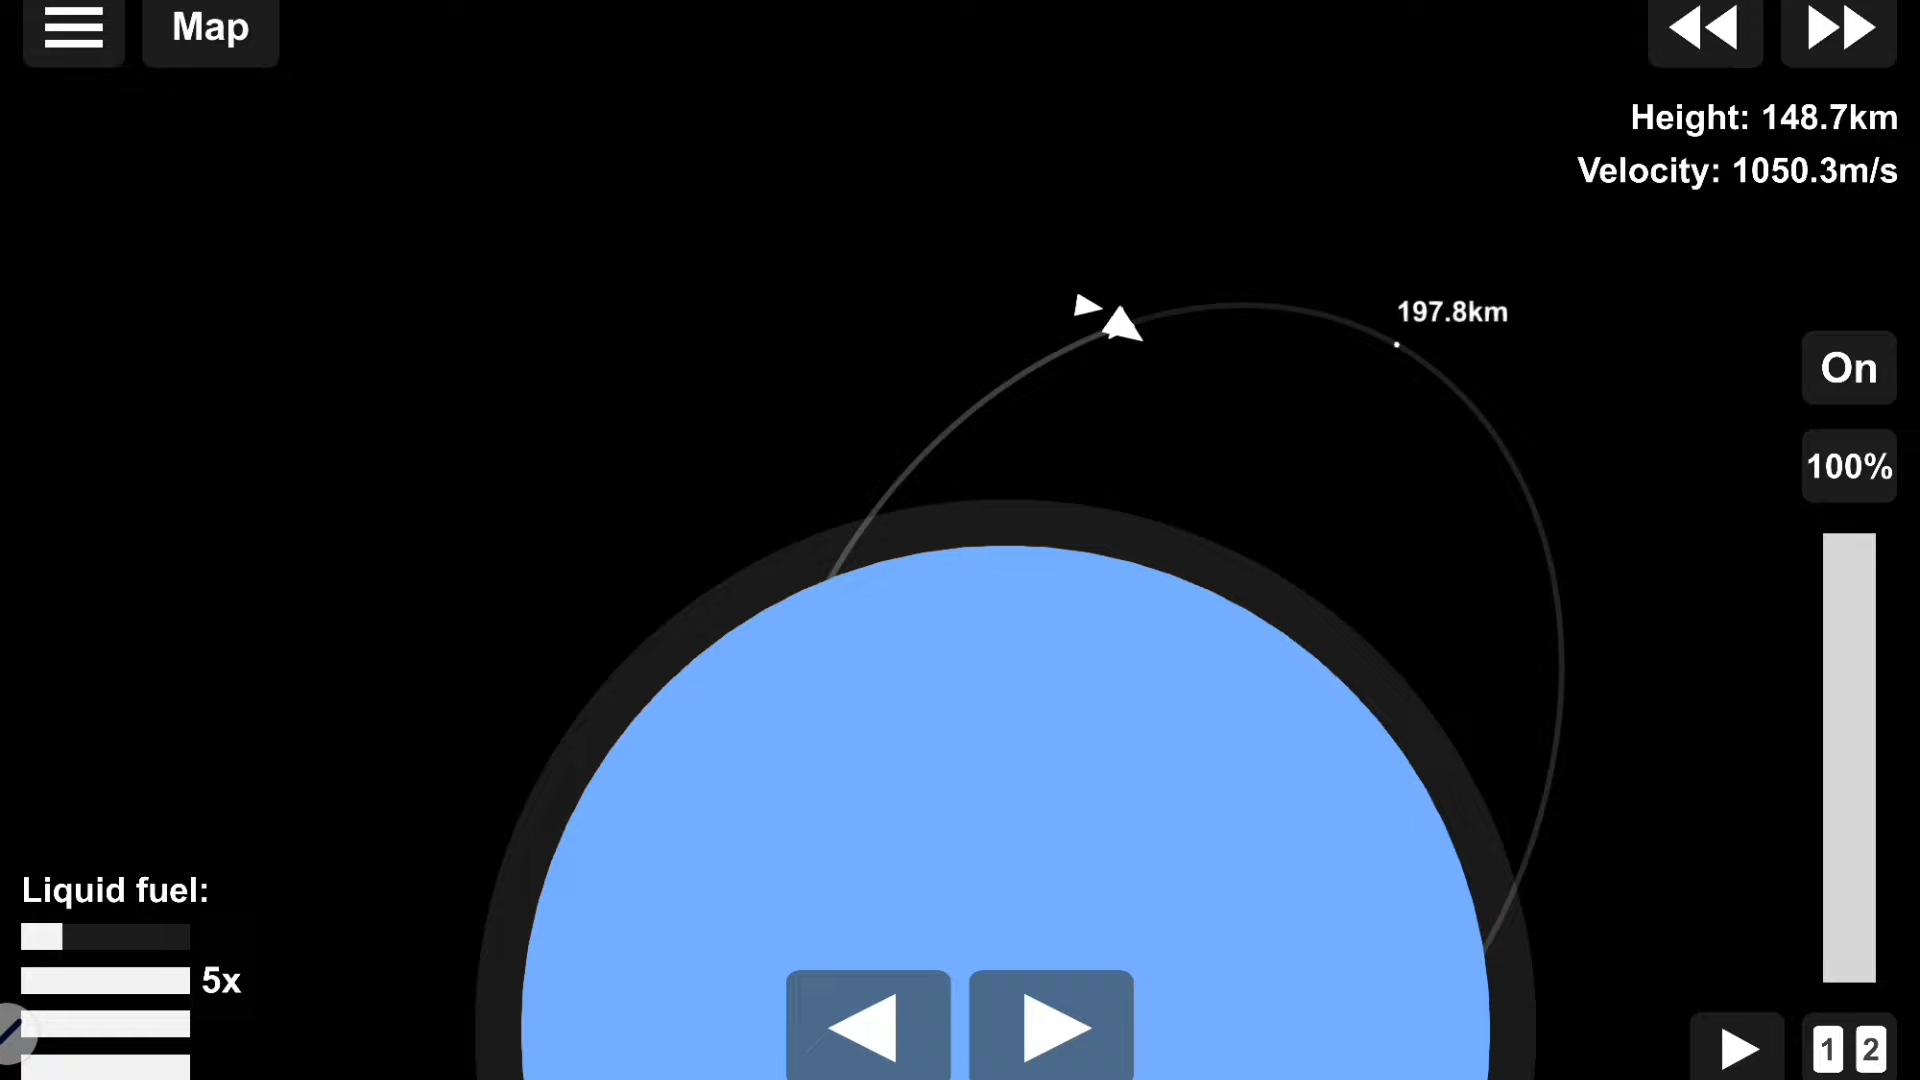 Map
Height: 148.7km
Velocity: 1050.3m/s
197.8km
On
100%
Liquid fuel:
5x
1 2